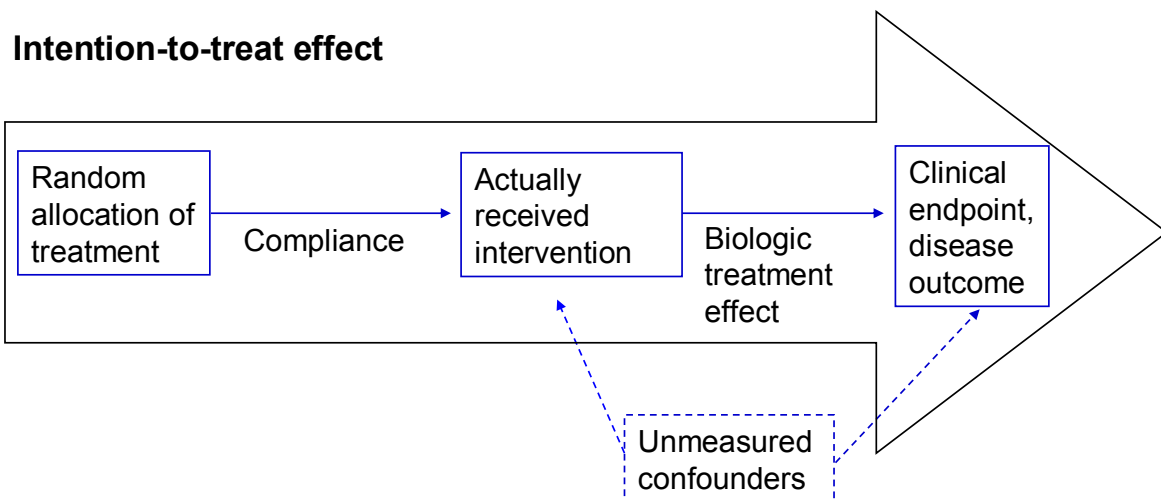 Intention-to-treat effect
Random
allocation of
treatment
Compliance
Actually
received
intervention
Biologic
treatment
effect
Clinical
endpoint,
disease
outcome
Unmeasured
confounders